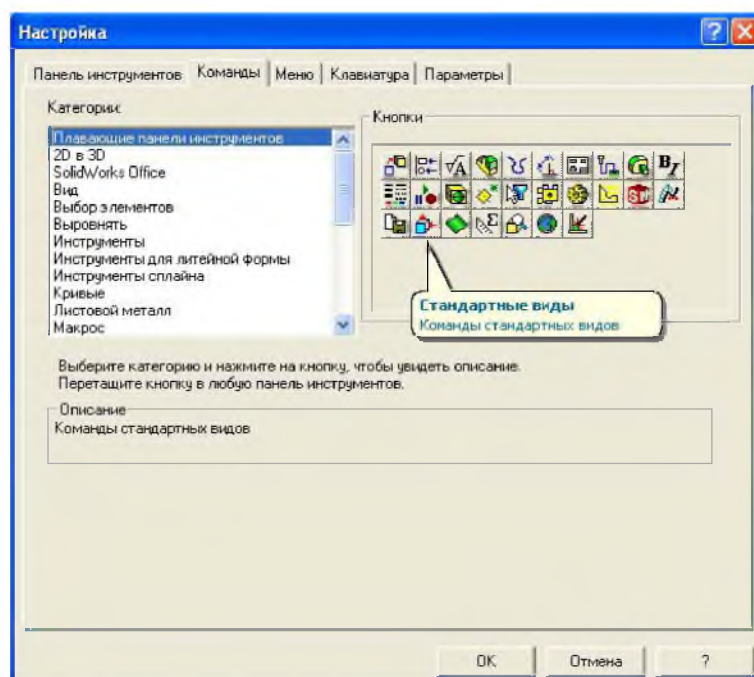 Настройка
Панель инструментов Команды Меню Клавиатура Параметры
Категории:
Плавающие панели инструментов
2D в 3D
SolidWorks Office
Вид
Выбор элементов
Выровнять
Инструменты
Инструменты для литейной формы
Инструменты сплайна
Кривые
Листовой металл
Макрос
Кнопки
Стандартные виды
Команды стандартных видов
Выберите категорию и нажмите на кнопку, чтобы увидеть описание.
Перетащите кнопку в любую панель инструментов.
Описание
Команды стандартных видов
OK Отмена ?